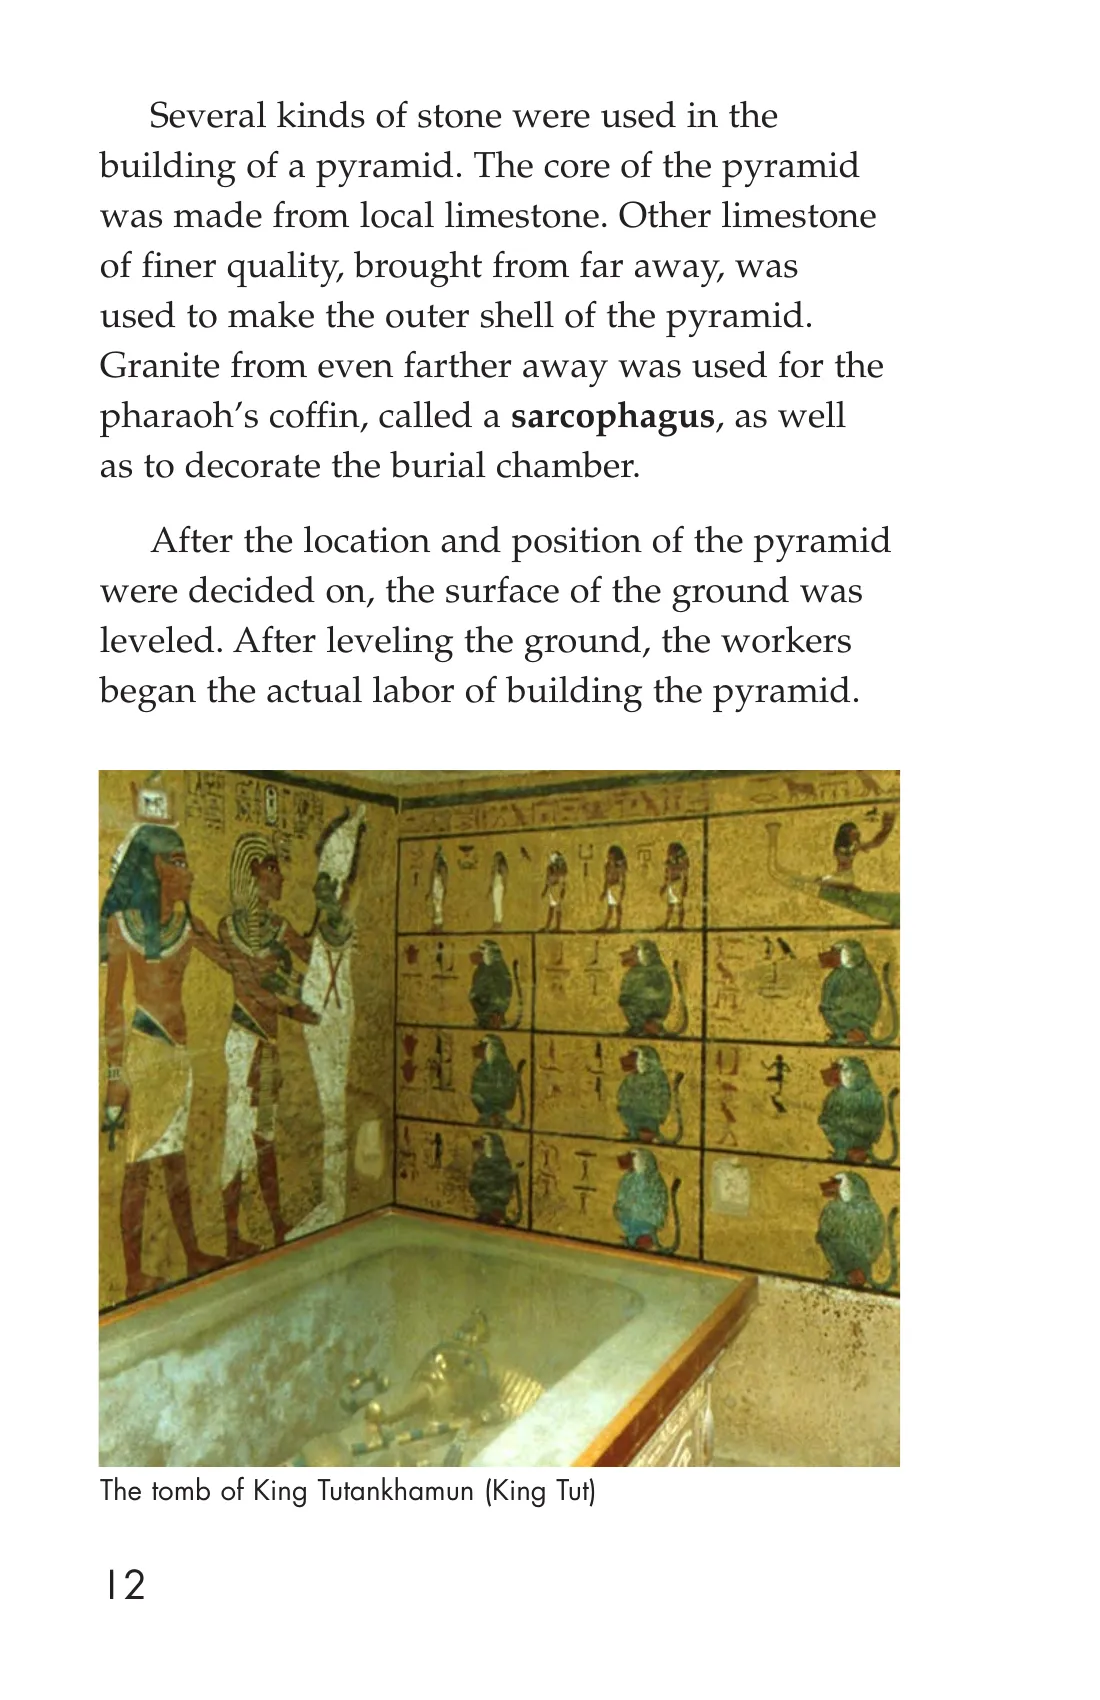 Several kinds of stone were used in the
building of a pyramid. The core of the pyramid
was made from local limestone. Other limestone
of finer quality, brought from far away, was
used to make the outer shell of the pyramid.
Granite from even farther away was used for the
pharaoh’s coffin, called a sarcophagus, as well
as to decorate the burial chamber.
After the location and position of the pyramid
were decided on, the surface of the ground was
leveled. After leveling the ground, the workers
began the actual labor of building the pyramid.
The tomb of King Tutankhamun (King Tut)
12